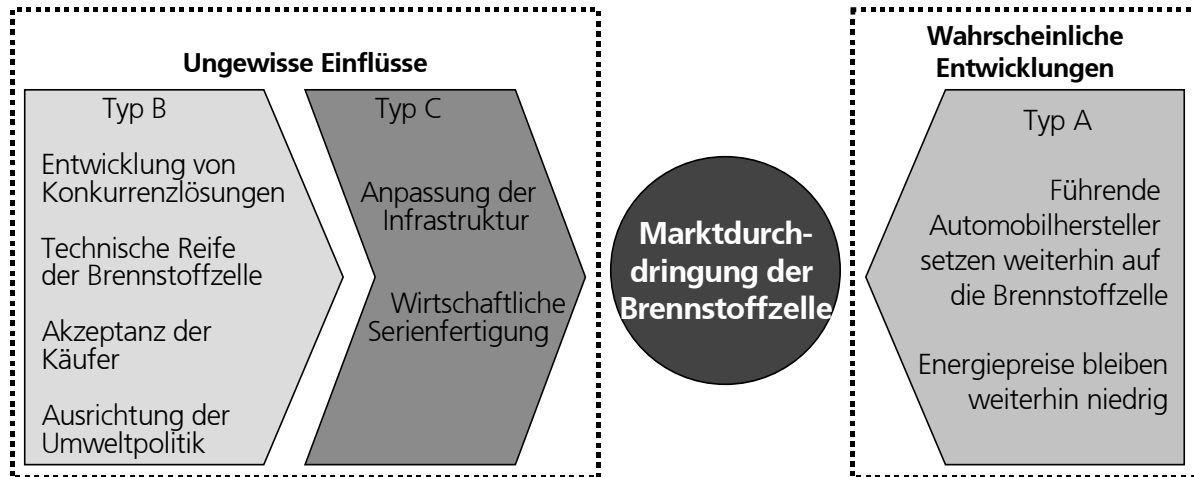 Ungewisse Einflüsse
Typ B
Entwicklung von
Konkurrenzlösungen
Technische Reife
der Brennstoffzelle
Akzeptanz der
Käufer
Ausrichtung der
Umweltpolitik
Typ C
Anpassung der
Infrastruktur
Wirtschaftliche
Serienfertigung
Marktdurch-
dringung der
Brennstoffzelle
Wahrscheinliche
Entwicklungen
Typ A
Führende
Automobilhersteller
setzen weiterhin auf
die Brennstoffzelle
Energiepreise bleiben
weiterhin niedrig